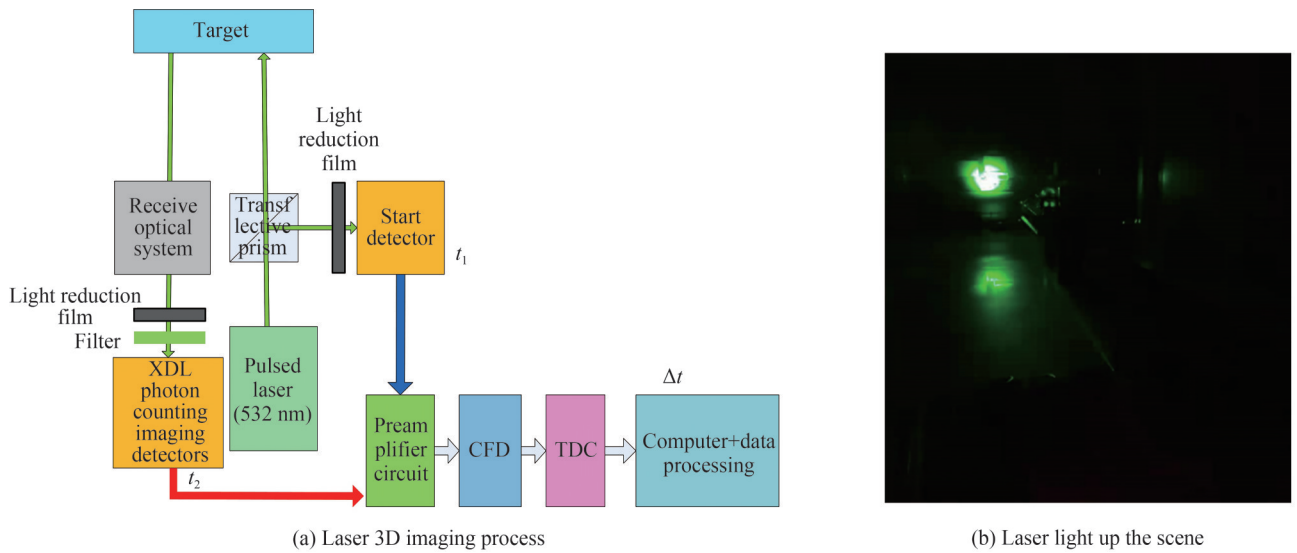 Target
Light
reduction
film
Receive
optical
system
Transf
lective
prism
Start
detector
t₁
Light reduction
film
Filter
XDL
photon
counting
imaging
detectors
t₂
Pulsed
laser
(532 nm)
Pream
plifier
circuit
CFD
TDC
Δt
Computer+data
processing
(a) Laser 3D imaging process
(b) Laser light up the scene